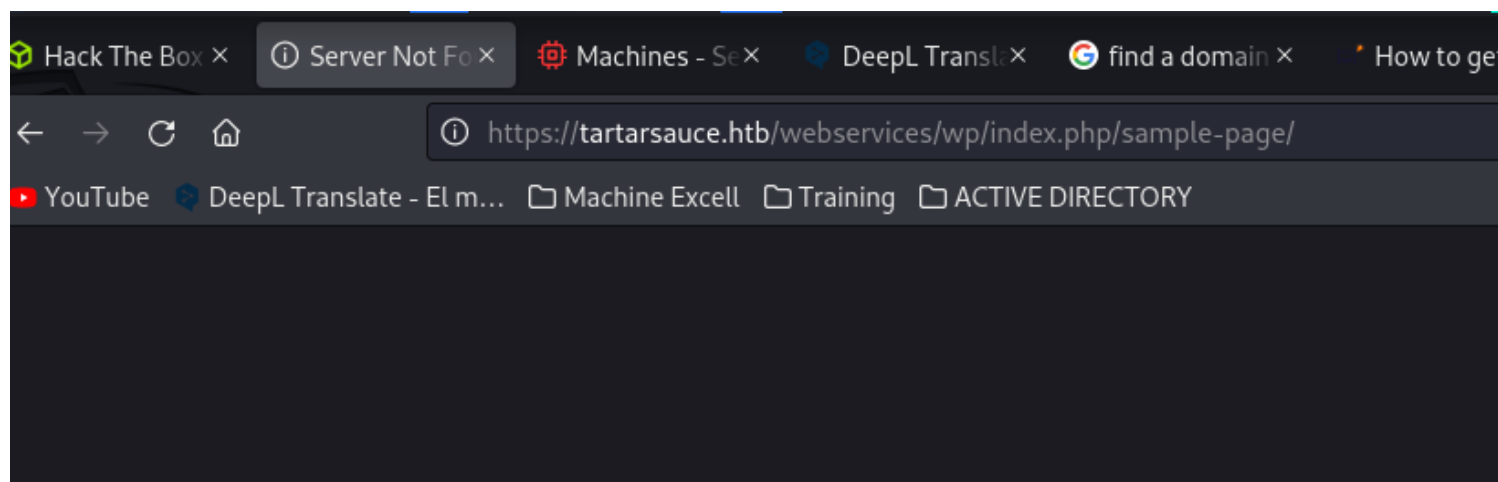 Hack The Box × Server Not Fo × Machines - Se × DeepL Transla × find a domain × How to get
https://tartarsauce.htb/webservices/wp/index.php/sample-page/
YouTube DeepL Translate - El m... Machine Excell Training ACTIVE DIRECTORY